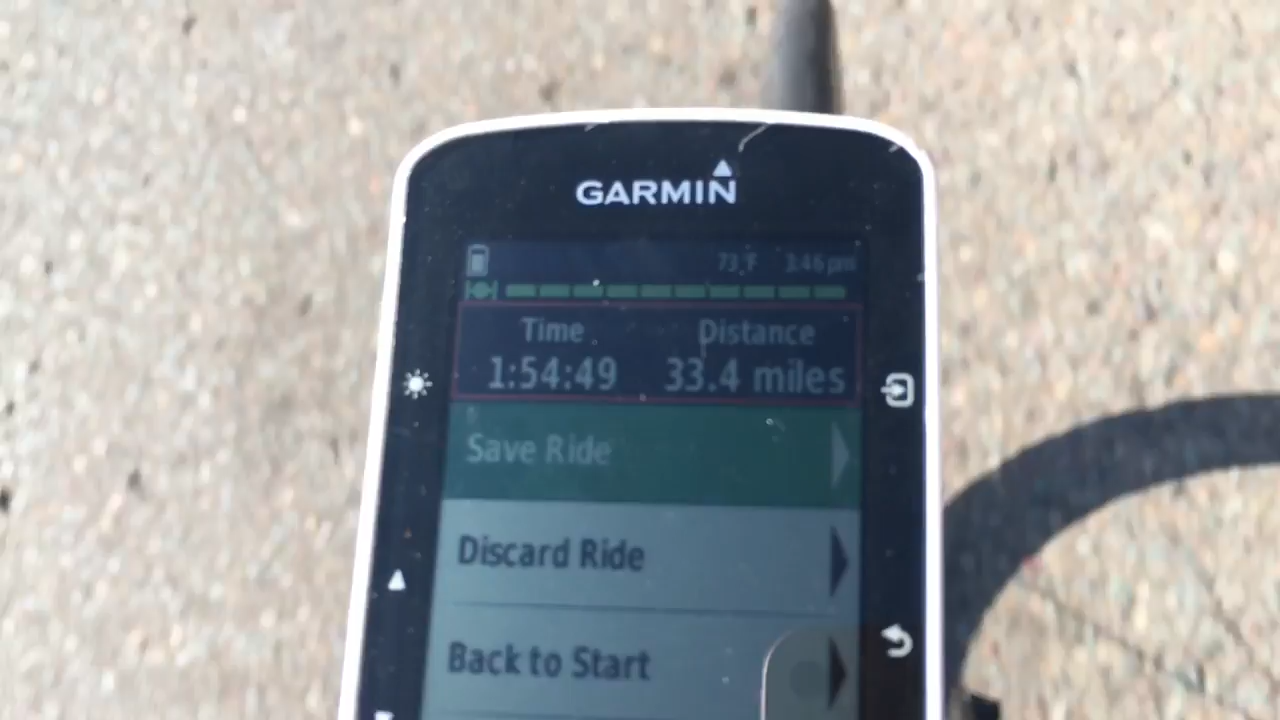 GARMIN
73°F 3:46 pm
Time Distance
1:54:49 33.4 miles
Save Ride
Discard Ride
Back to Start